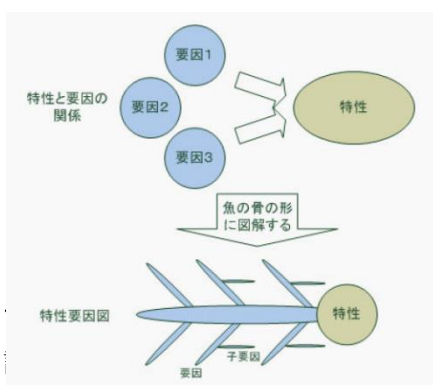 要因1
特性と要因の
関係
要因2
特性
要因3
魚の骨の形
に図解する
特性要因図
特性
子要因
要因